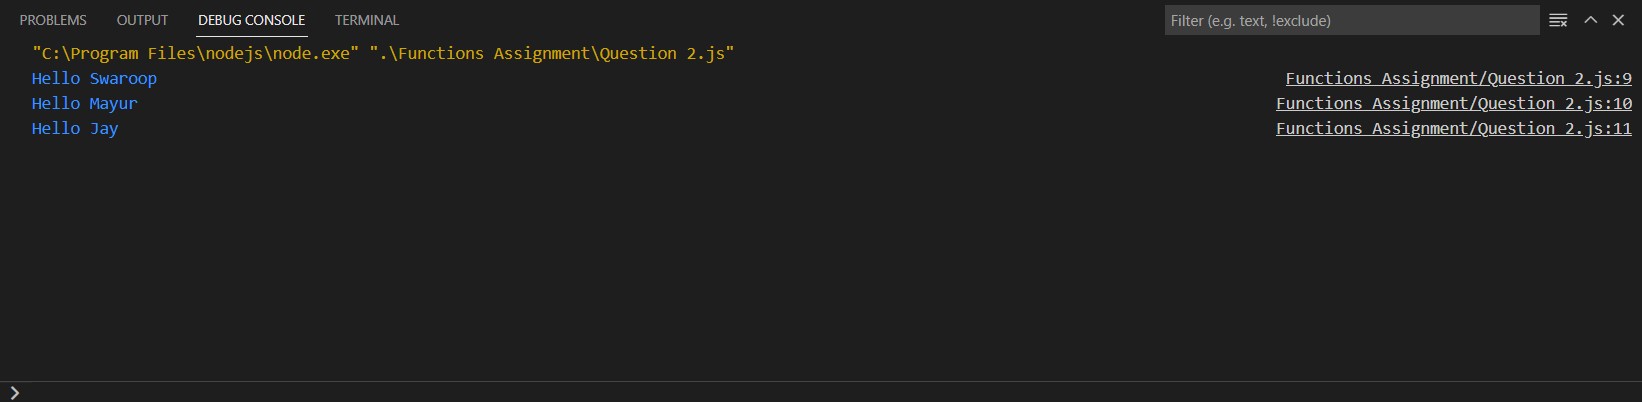 PROBLEMS OUTPUT DEBUG CONSOLE TERMINAL Filter (e.g. text, !exclude)
"C:\Program Files\nodejs\node.exe" ".\Functions Assignment\Question 2.js"
Hello Swaroop Functions Assignment/Question 2.js:9
Hello Mayur Functions Assignment/Question 2.js:10
Hello Jay Functions Assignment/Question 2.js:11